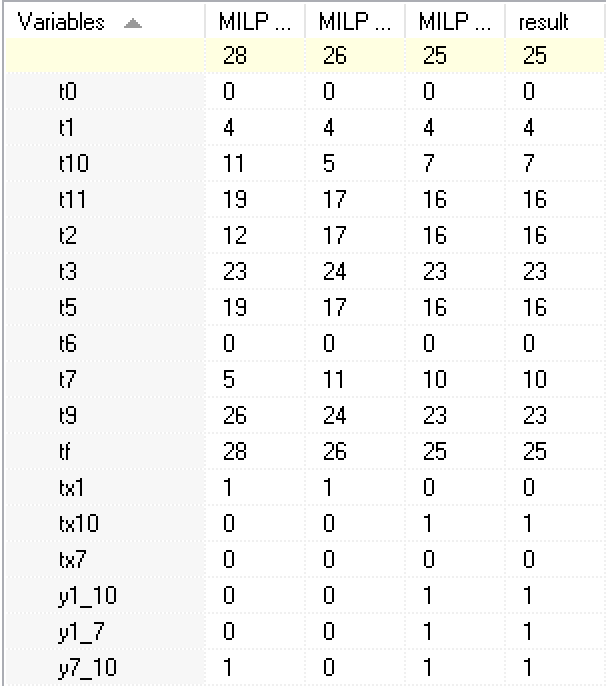 Variables MILP ... MILP ... MILP ... result
28 26 25 25
t0 0 0 0 0
t1 4 4 4 4
t10 11 5 7 7
t11 19 17 16 16
t2 12 17 16 16
t3 23 24 23 23
t5 19 17 16 16
t6 0 0 0 0
t7 5 11 10 10
t9 26 24 23 23
tf 28 26 25 25
tx1 1 1 0 0
tx10 0 0 1 1
tx7 0 0 0 0
y1_10 0 0 1 1
y1_7 0 0 1 1
y7_10 1 0 1 1